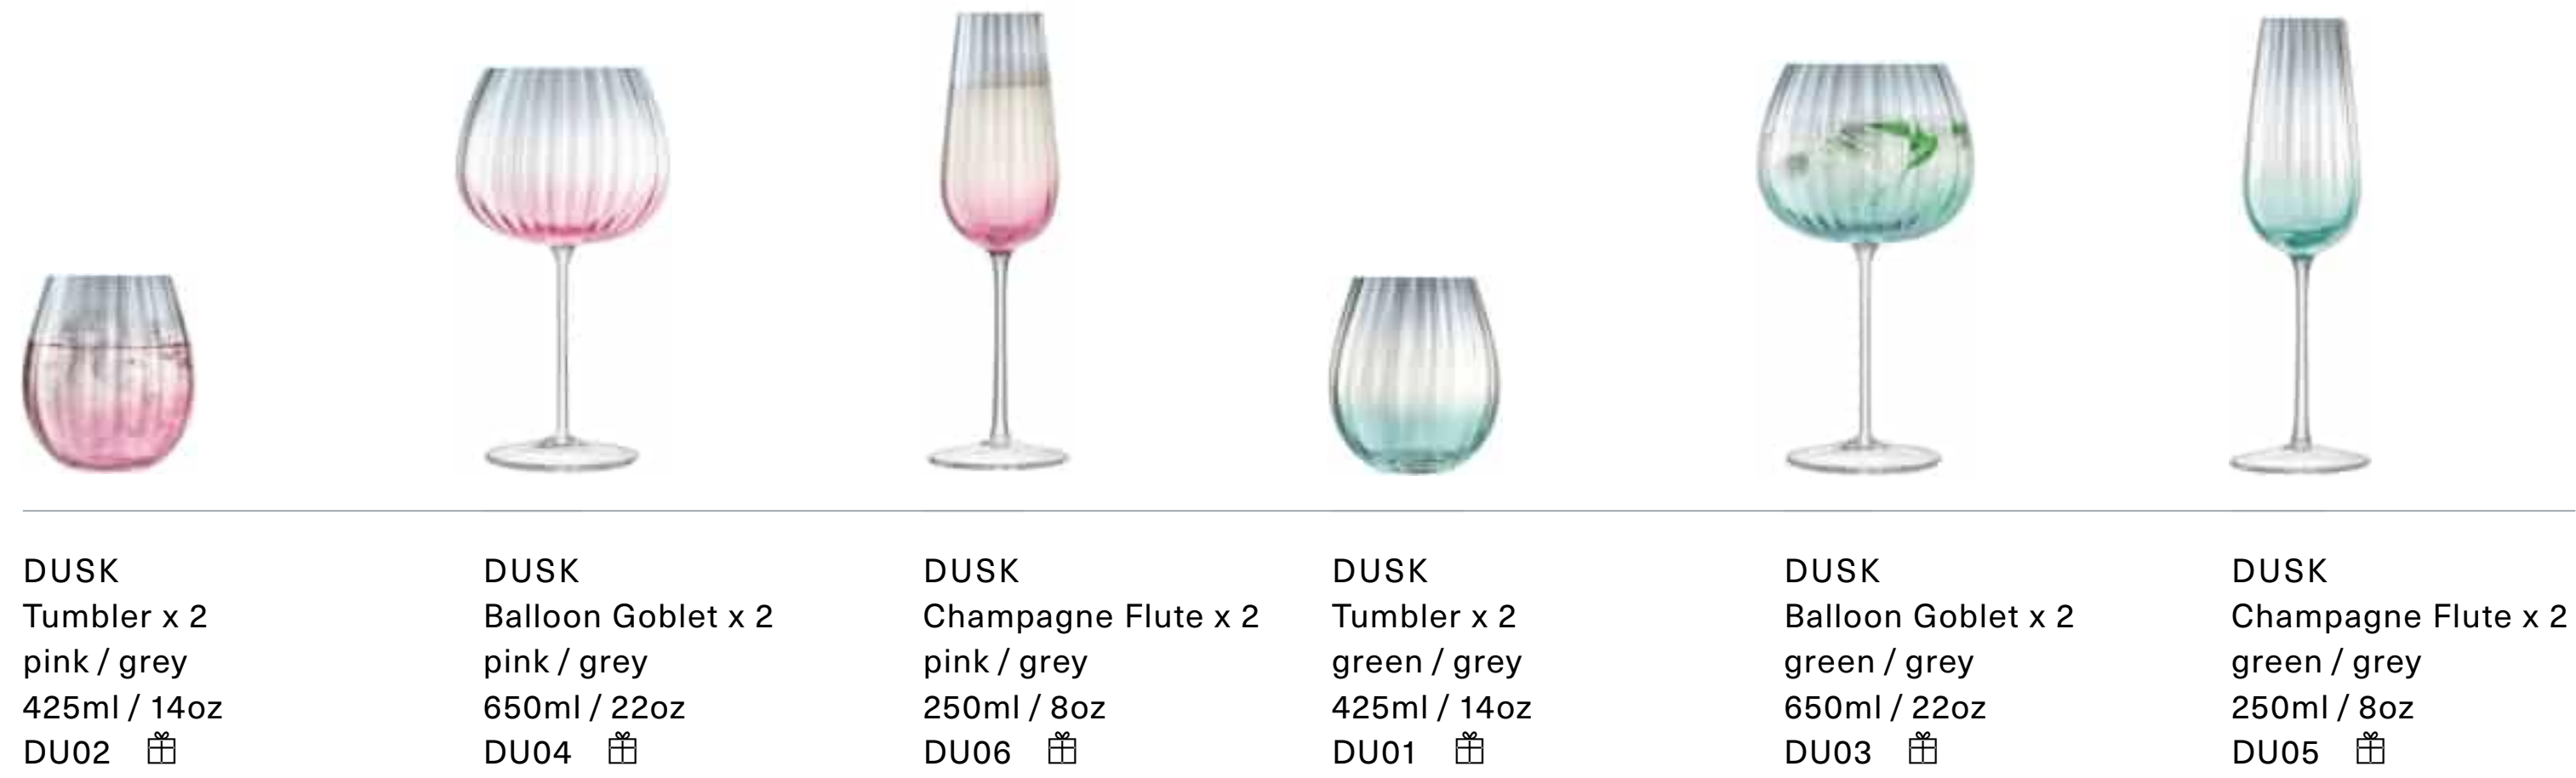 DUSK
Tumbler x 2
pink / grey
425ml / 14oz
DU02
DUSK
Balloon Goblet x 2
pink / grey
650ml / 22oz
DU04
DUSK
Champagne Flute x 2
pink / grey
250ml / 8oz
DU06
DUSK
Tumbler x 2
green / grey
425ml / 14oz
DU01
DUSK
Balloon Goblet x 2
green / grey
650ml / 22oz
DU03
DUSK
Champagne Flute x 2
green / grey
250ml / 8oz
DU05